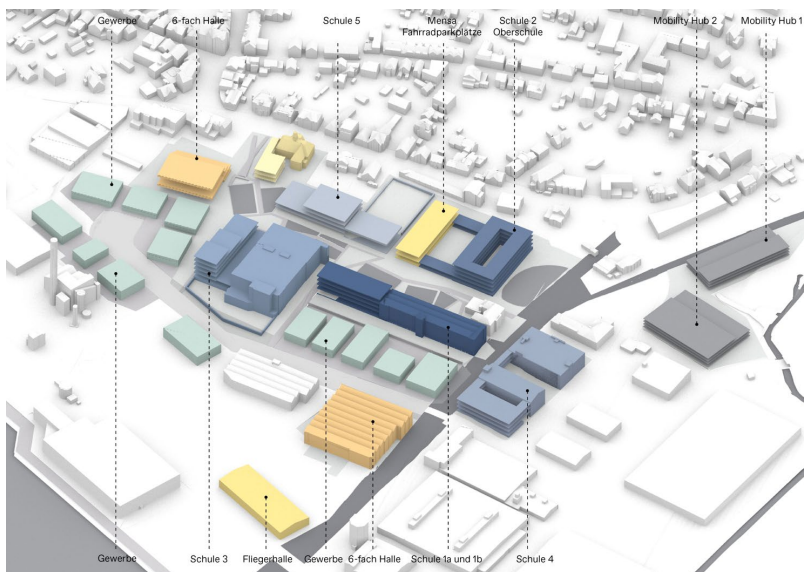 Gewerbe
6-fach Halle
Schule 5
Mensa
Fahrradparkplätze
Schule 2
Oberschule
Mobility Hub 2
Mobility Hub 1
Gewerbe
Schule 3
Fliegerhalle
Gewerbe
6-fach Halle
Schule 1a und 1b
Schule 4